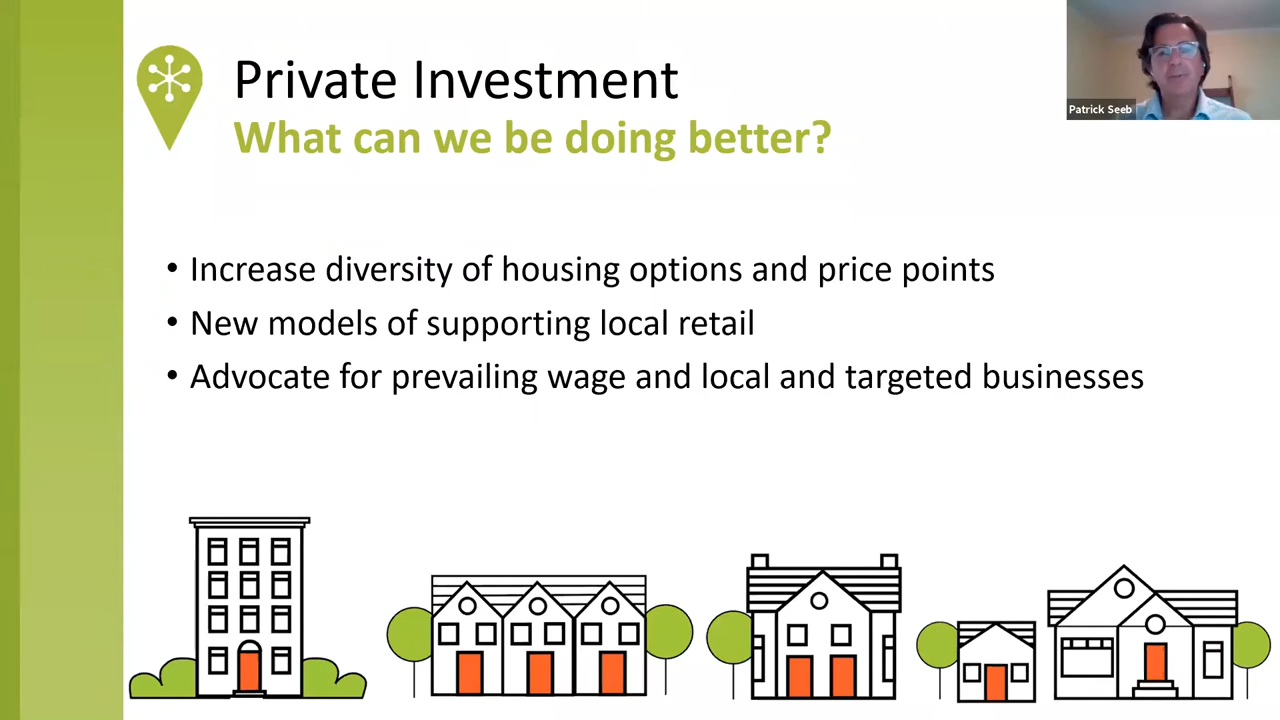 Private Investment
What can we be doing better?
Patrick Seeb
• Increase diversity of housing options and price points
• New models of supporting local retail
• Advocate for prevailing wage and local and targeted businesses